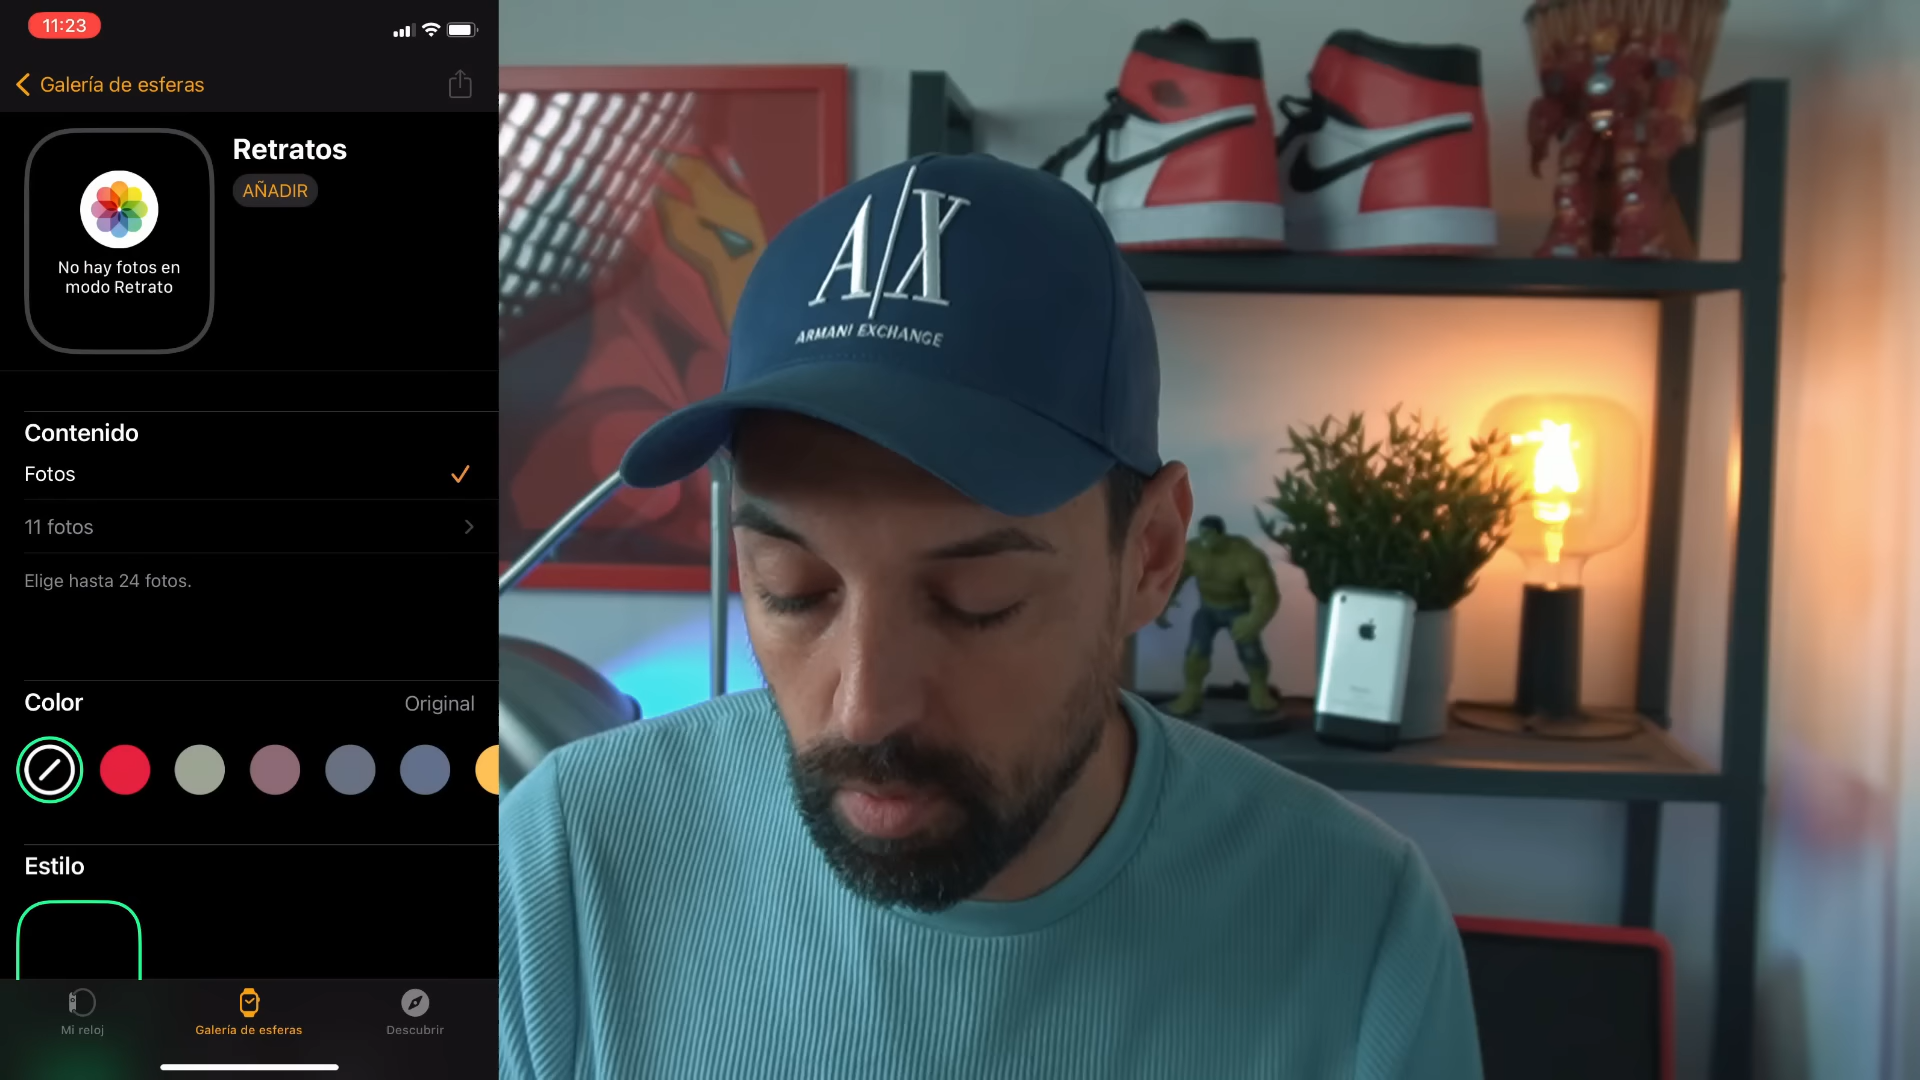 11:23
Galería de esferas
Retratos
AÑADIR
No hay fotos en
modo Retrato
Contenido
Fotos
11 fotos
Elige hasta 24 fotos.
Color
Original
Estilo
Mi reloj
Galería de esferas
Descubrir
A/X
ARMANI EXCHANGE